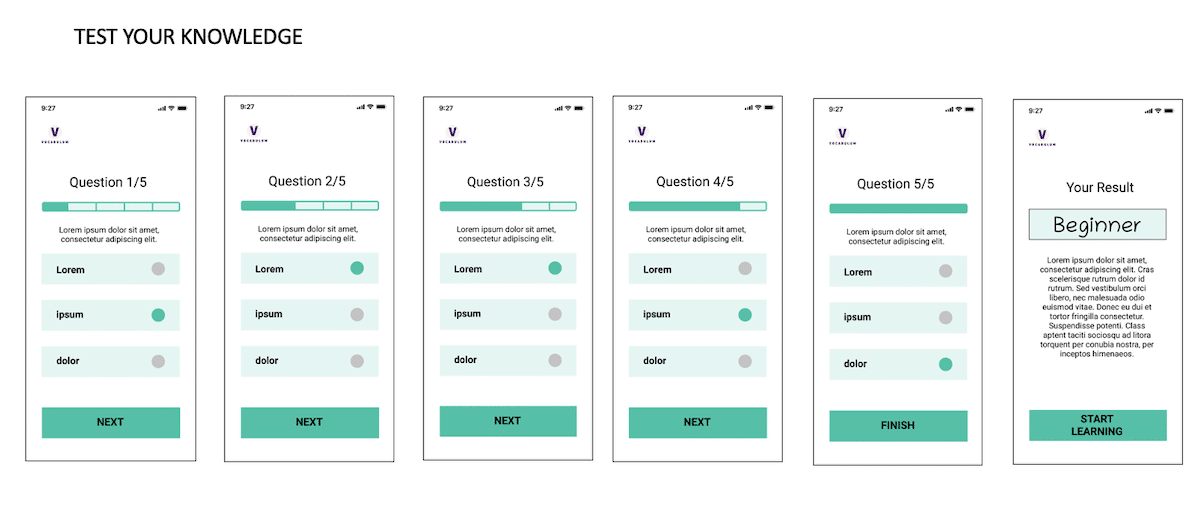 TEST YOUR KNOWLEDGE
9:27
V
VOCABULUM
Question 1/5
Lorem ipsum dolor sit amet,
consectetur adipiscing elit.
Lorem
ipsum
dolor
NEXT
9:27
V
VOCABULUM
Question 2/5
Lorem ipsum dolor sit amet,
consectetur adipiscing elit.
Lorem
ipsum
dolor
NEXT
9:27
V
VOCABULUM
Question 3/5
Lorem ipsum dolor sit amet,
consectetur adipiscing elit.
Lorem
ipsum
dolor
NEXT
9:27
V
VOCABULUM
Question 4/5
Lorem ipsum dolor sit amet,
consectetur adipiscing elit.
Lorem
ipsum
dolor
NEXT
9:27
V
VOCABULUM
Question 5/5
Lorem ipsum dolor sit amet,
consectetur adipiscing elit.
Lorem
ipsum
dolor
FINISH
9:27
V
VOCABULUM
Your Result
Beginner
Lorem ipsum dolor sit amet,
consectetur adipiscing elit. Cras
scelerisque rutrum dolor id
rutrum. Sed vestibulum orci
libero, nec malesuada odio
euismod vitae. Donec eu dui et
tortor fringilla consectetur.
Suspendisse potenti. Class
aptent taciti sociosqu ad litora
torquent per conubia nostra, per
inceptos himenaeos.
START
LEARNING